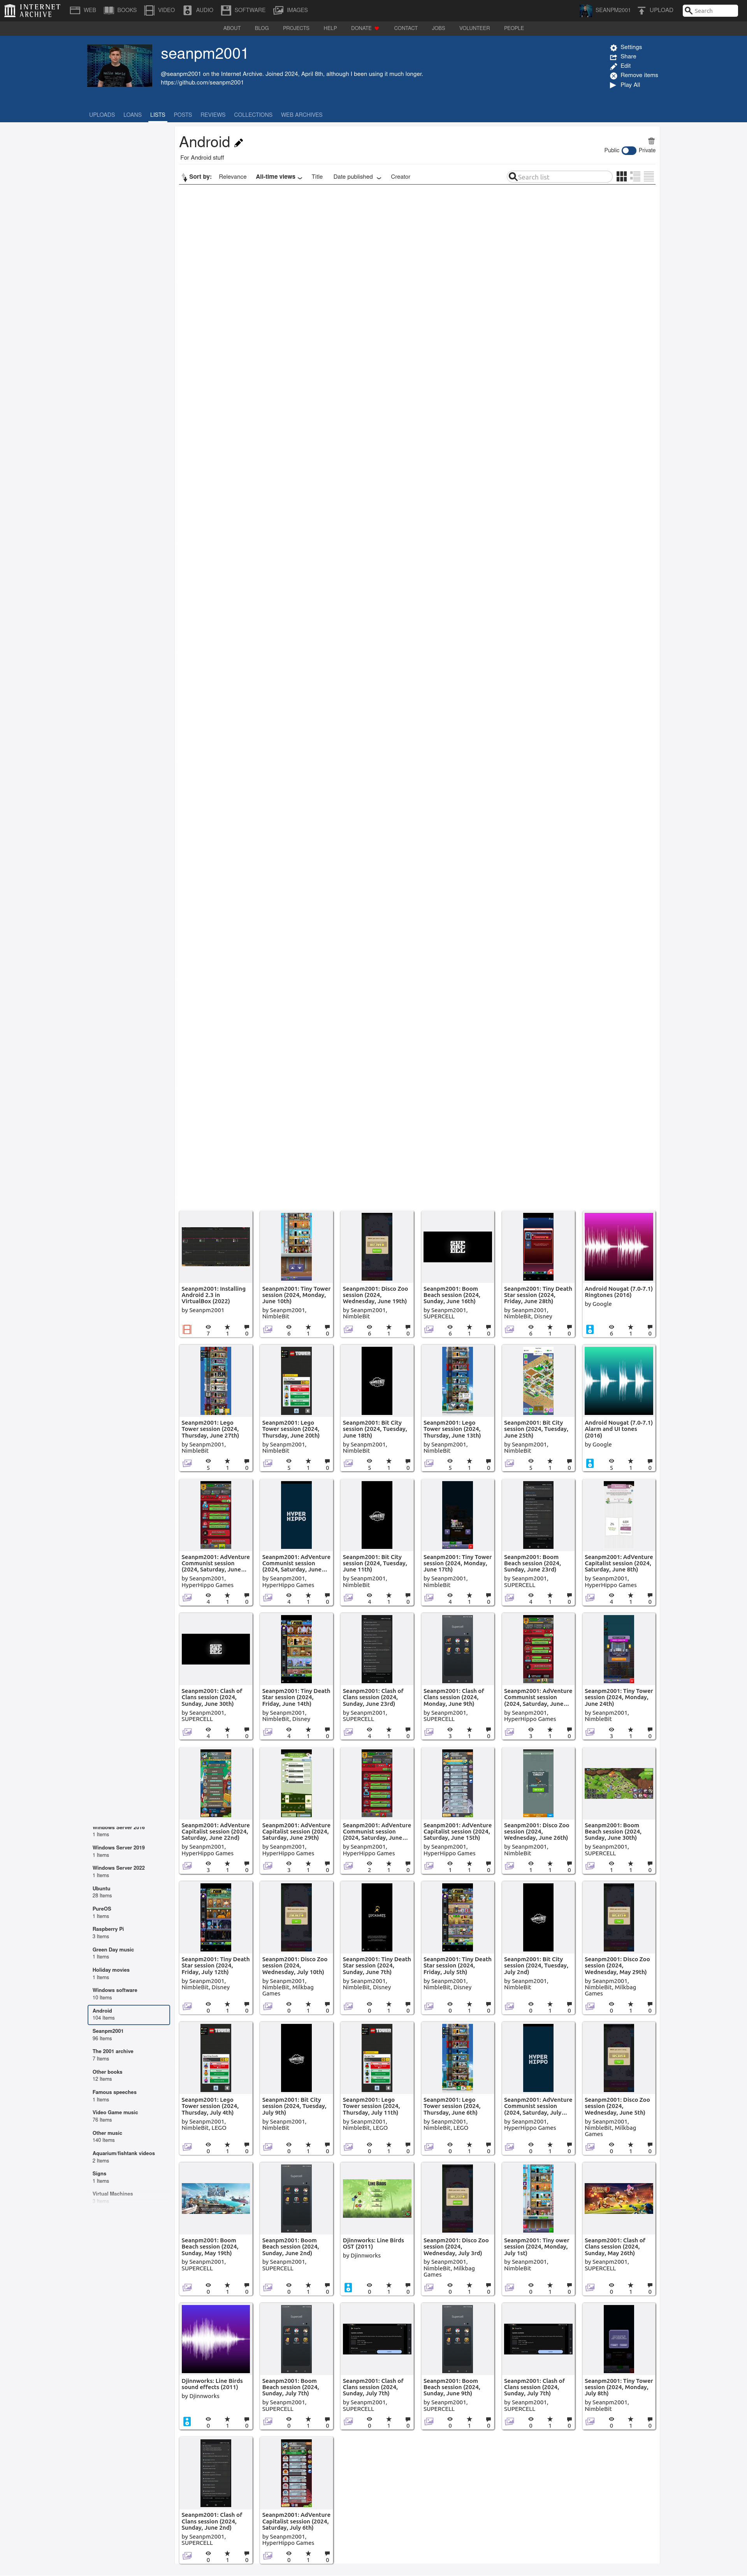 INTERNET ARCHIVE
WEB BOOKS VIDEO AUDIO SOFTWARE IMAGES SEANPM2001 UPLOAD Search
ABOUT BLOG PROJECTS HELP DONATE CONTACT JOBS VOLUNTEER PEOPLE
seanpm2001
@seanpm2001 on the Internet Archive. Joined 2024, April 8th, although I been using it much longer.
https://github.com/seanpm2001
Settings
Share
Edit
Remove items
Play All
UPLOADS LOANS LISTS POSTS REVIEWS COLLECTIONS WEB ARCHIVES
Android
For Android stuff
Public Private
Sort by: Relevance All-time views Title Date published Creator Search list
Seanpm2001: Installing
Android 2.3 in
VirtualBox (2022)
by Seanpm2001
7 1 0
Seanpm2001: Tiny Tower
session (2024, Monday,
June 10th)
by Seanpm2001,
NimbleBit
6 1 0
Seanpm2001: Disco Zoo
session (2024,
Wednesday, June 19th)
by Seanpm2001,
NimbleBit
6 1 0
Seanpm2001: Boom
Beach session (2024,
Sunday, June 16th)
by Seanpm2001,
SUPERCELL
6 1 0
Seanpm2001: Tiny Death
Star session (2024,
Friday, June 28th)
by Seanpm2001,
NimbleBit, Disney
6 1 0
Android Nougat (7.0-7.1)
Ringtones (2016)
by Google
6 1 0
Seanpm2001: Lego
Tower session (2024,
Thursday, June 27th)
by Seanpm2001,
NimbleBit
5 1 0
Seanpm2001: Lego
Tower session (2024,
Thursday, June 20th)
by Seanpm2001,
NimbleBit
5 1 0
Seanpm2001: Bit City
session (2024, Tuesday,
June 18th)
by Seanpm2001,
NimbleBit
5 1 0
Seanpm2001: Lego
Tower session (2024,
Thursday, June 13th)
by Seanpm2001,
NimbleBit
5 1 0
Seanpm2001: Bit City
session (2024, Tuesday,
June 25th)
by Seanpm2001,
NimbleBit
5 1 0
Android Nougat (7.0-7.1)
Alarm and UI tones
(2016)
by Google
5 1 0
Seanpm2001: AdVenture
Communist session
(2024, Saturday, June...
by Seanpm2001,
HyperHippo Games
4 1 0
HYPER
HIPPO
Seanpm2001: AdVenture
Communist session
(2024, Saturday, June...
by Seanpm2001,
HyperHippo Games
4 1 0
Seanpm2001: Bit City
session (2024, Tuesday,
June 11th)
by Seanpm2001,
NimbleBit
4 1 0
Seanpm2001: Tiny Tower
session (2024, Monday,
June 17th)
by Seanpm2001,
NimbleBit
4 1 0
Seanpm2001: Boom
Beach session (2024,
Sunday, June 23rd)
by Seanpm2001,
SUPERCELL
4 1 0
Seanpm2001: AdVenture
Capitalist session (2024,
Saturday, June 8th)
by Seanpm2001,
HyperHippo Games
4 1 0
Seanpm2001: Clash of
Clans session (2024,
Sunday, June 30th)
by Seanpm2001,
SUPERCELL
4 1 0
Seanpm2001: Tiny Death
Star session (2024,
Friday, June 14th)
by Seanpm2001,
NimbleBit, Disney
4 1 0
Seanpm2001: Clash of
Clans session (2024,
Sunday, June 23rd)
by Seanpm2001,
SUPERCELL
4 1 0
Seanpm2001: Clash of
Clans session (2024,
Monday, June 9th)
by Seanpm2001,
SUPERCELL
3 1 0
Seanpm2001: AdVenture
Communist session
(2024, Saturday, June...
by Seanpm2001,
HyperHippo Games
3 1 0
Seanpm2001: Tiny Tower
session (2024, Monday,
June 24th)
by Seanpm2001,
NimbleBit
3 1 0
Seanpm2001: AdVenture
Capitalist session (2024,
Saturday, June 22nd)
by Seanpm2001,
HyperHippo Games
3 1 0
Seanpm2001: AdVenture
Capitalist session (2024,
Saturday, June 29th)
by Seanpm2001,
HyperHippo Games
3 1 0
Seanpm2001: AdVenture
Communist session
(2024, Saturday, June...
by Seanpm2001,
HyperHippo Games
2 1 0
Seanpm2001: AdVenture
Capitalist session (2024,
Saturday, June 15th)
by Seanpm2001,
HyperHippo Games
1 1 0
Seanpm2001: Disco Zoo
session (2024,
Wednesday, June 26th)
by Seanpm2001,
NimbleBit
1 1 0
Seanpm2001: Boom
Beach session (2024,
Sunday, June 30th)
by Seanpm2001,
SUPERCELL
1 1 0
Windows Server 2016
1 Items
Windows Server 2019
1 Items
Windows Server 2022
1 Items
Ubuntu
28 Items
PureOS
1 Items
Raspberry Pi
3 Items
Green Day music
1 Items
Holiday movies
1 Items
Windows software
10 Items
Android
104 Items
Seanpm2001
96 Items
The 2001 archive
7 Items
Other books
12 Items
Famous speeches
1 Items
Video Game music
76 Items
Other music
140 Items
Aquarium/fishtank videos
2 Items
Signs
1 Items
Virtual Machines
Seanpm2001: Tiny Death
Star session (2024,
Friday, July 12th)
by Seanpm2001,
NimbleBit, Disney
0 1 0
Seanpm2001: Disco Zoo
session (2024,
Wednesday, July 10th)
by Seanpm2001,
NimbleBit, Milkbag
Games
0 1 0
Seanpm2001: Tiny Death
Star session (2024,
Friday, June 7th)
by Seanpm2001,
NimbleBit, Disney
0 1 0
Seanpm2001: Tiny Death
Star session (2024,
Friday, July 5th)
by Seanpm2001,
NimbleBit, Disney
0 1 0
Seanpm2001: Bit City
session (2024, Tuesday,
July 2nd)
by Seanpm2001,
NimbleBit
0 1 0
Seanpm2001: Disco Zoo
session (2024,
Wednesday, May 29th)
by Seanpm2001,
NimbleBit, Milkbag
Games
0 1 0
Seanpm2001: Lego
Tower session (2024,
Thursday, July 4th)
by Seanpm2001,
NimbleBit, LEGO
0 1 0
Seanpm2001: Bit City
session (2024, Tuesday,
July 9th)
by Seanpm2001,
NimbleBit
0 1 0
Seanpm2001: Lego
Tower session (2024,
Thursday, July 11th)
by Seanpm2001,
NimbleBit, LEGO
0 1 0
Seanpm2001: Lego
Tower session (2024,
Thursday, June 6th)
by Seanpm2001,
NimbleBit, LEGO
0 1 0
HYPER
HIPPO
Seanpm2001: AdVenture
Communist session
(2024, Saturday, July...
by Seanpm2001,
HyperHippo Games
0 1 0
Seanpm2001: Disco Zoo
session (2024,
Wednesday, June 5th)
by Seanpm2001,
NimbleBit, Milkbag
Games
0 1 0
Seanpm2001: Boom
Beach session (2024,
Sunday, May 19th)
by Seanpm2001,
SUPERCELL
0 1 0
Seanpm2001: Boom
Beach session (2024,
Sunday, June 2nd)
by Seanpm2001,
SUPERCELL
0 1 0
Djinnworks: Line Birds
OST (2011)
by Djinnworks
0 1 0
Seanpm2001: Disco Zoo
session (2024,
Wednesday, July 3rd)
by Seanpm2001,
NimbleBit, Milkbag
Games
0 1 0
Seanpm2001: Tiny ower
session (2024, Monday,
July 1st)
by Seanpm2001,
NimbleBit
0 1 0
Seanpm2001: Clash of
Clans session (2024,
Sunday, May 26th)
by Seanpm2001,
SUPERCELL
0 1 0
Djinnworks: Line Birds
sound effects (2011)
by Djinnworks
0 1 0
Seanpm2001: Boom
Beach session (2024,
Sunday, July 7th)
by Seanpm2001,
SUPERCELL
0 1 0
Seanpm2001: Clash of
Clans session (2024,
Sunday, July 7th)
by Seanpm2001,
SUPERCELL
0 1 0
Seanpm2001: Boom
Beach session (2024,
Sunday, June 9th)
by Seanpm2001,
SUPERCELL
0 1 0
Seanpm2001: Clash of
Clans session (2024,
Sunday, July 7th)
by Seanpm2001,
SUPERCELL
0 1 0
Seanpm2001: Tiny Tower
session (2024, Monday,
July 8th)
by Seanpm2001,
NimbleBit
0 1 0
Seanpm2001: Clash of
Clans session (2024,
Sunday, June 2nd)
by Seanpm2001,
SUPERCELL
0 1 0
Seanpm2001: AdVenture
Capitalist session (2024,
Saturday, July 6th)
by Seanpm2001,
HyperHippo Games
0 1 0